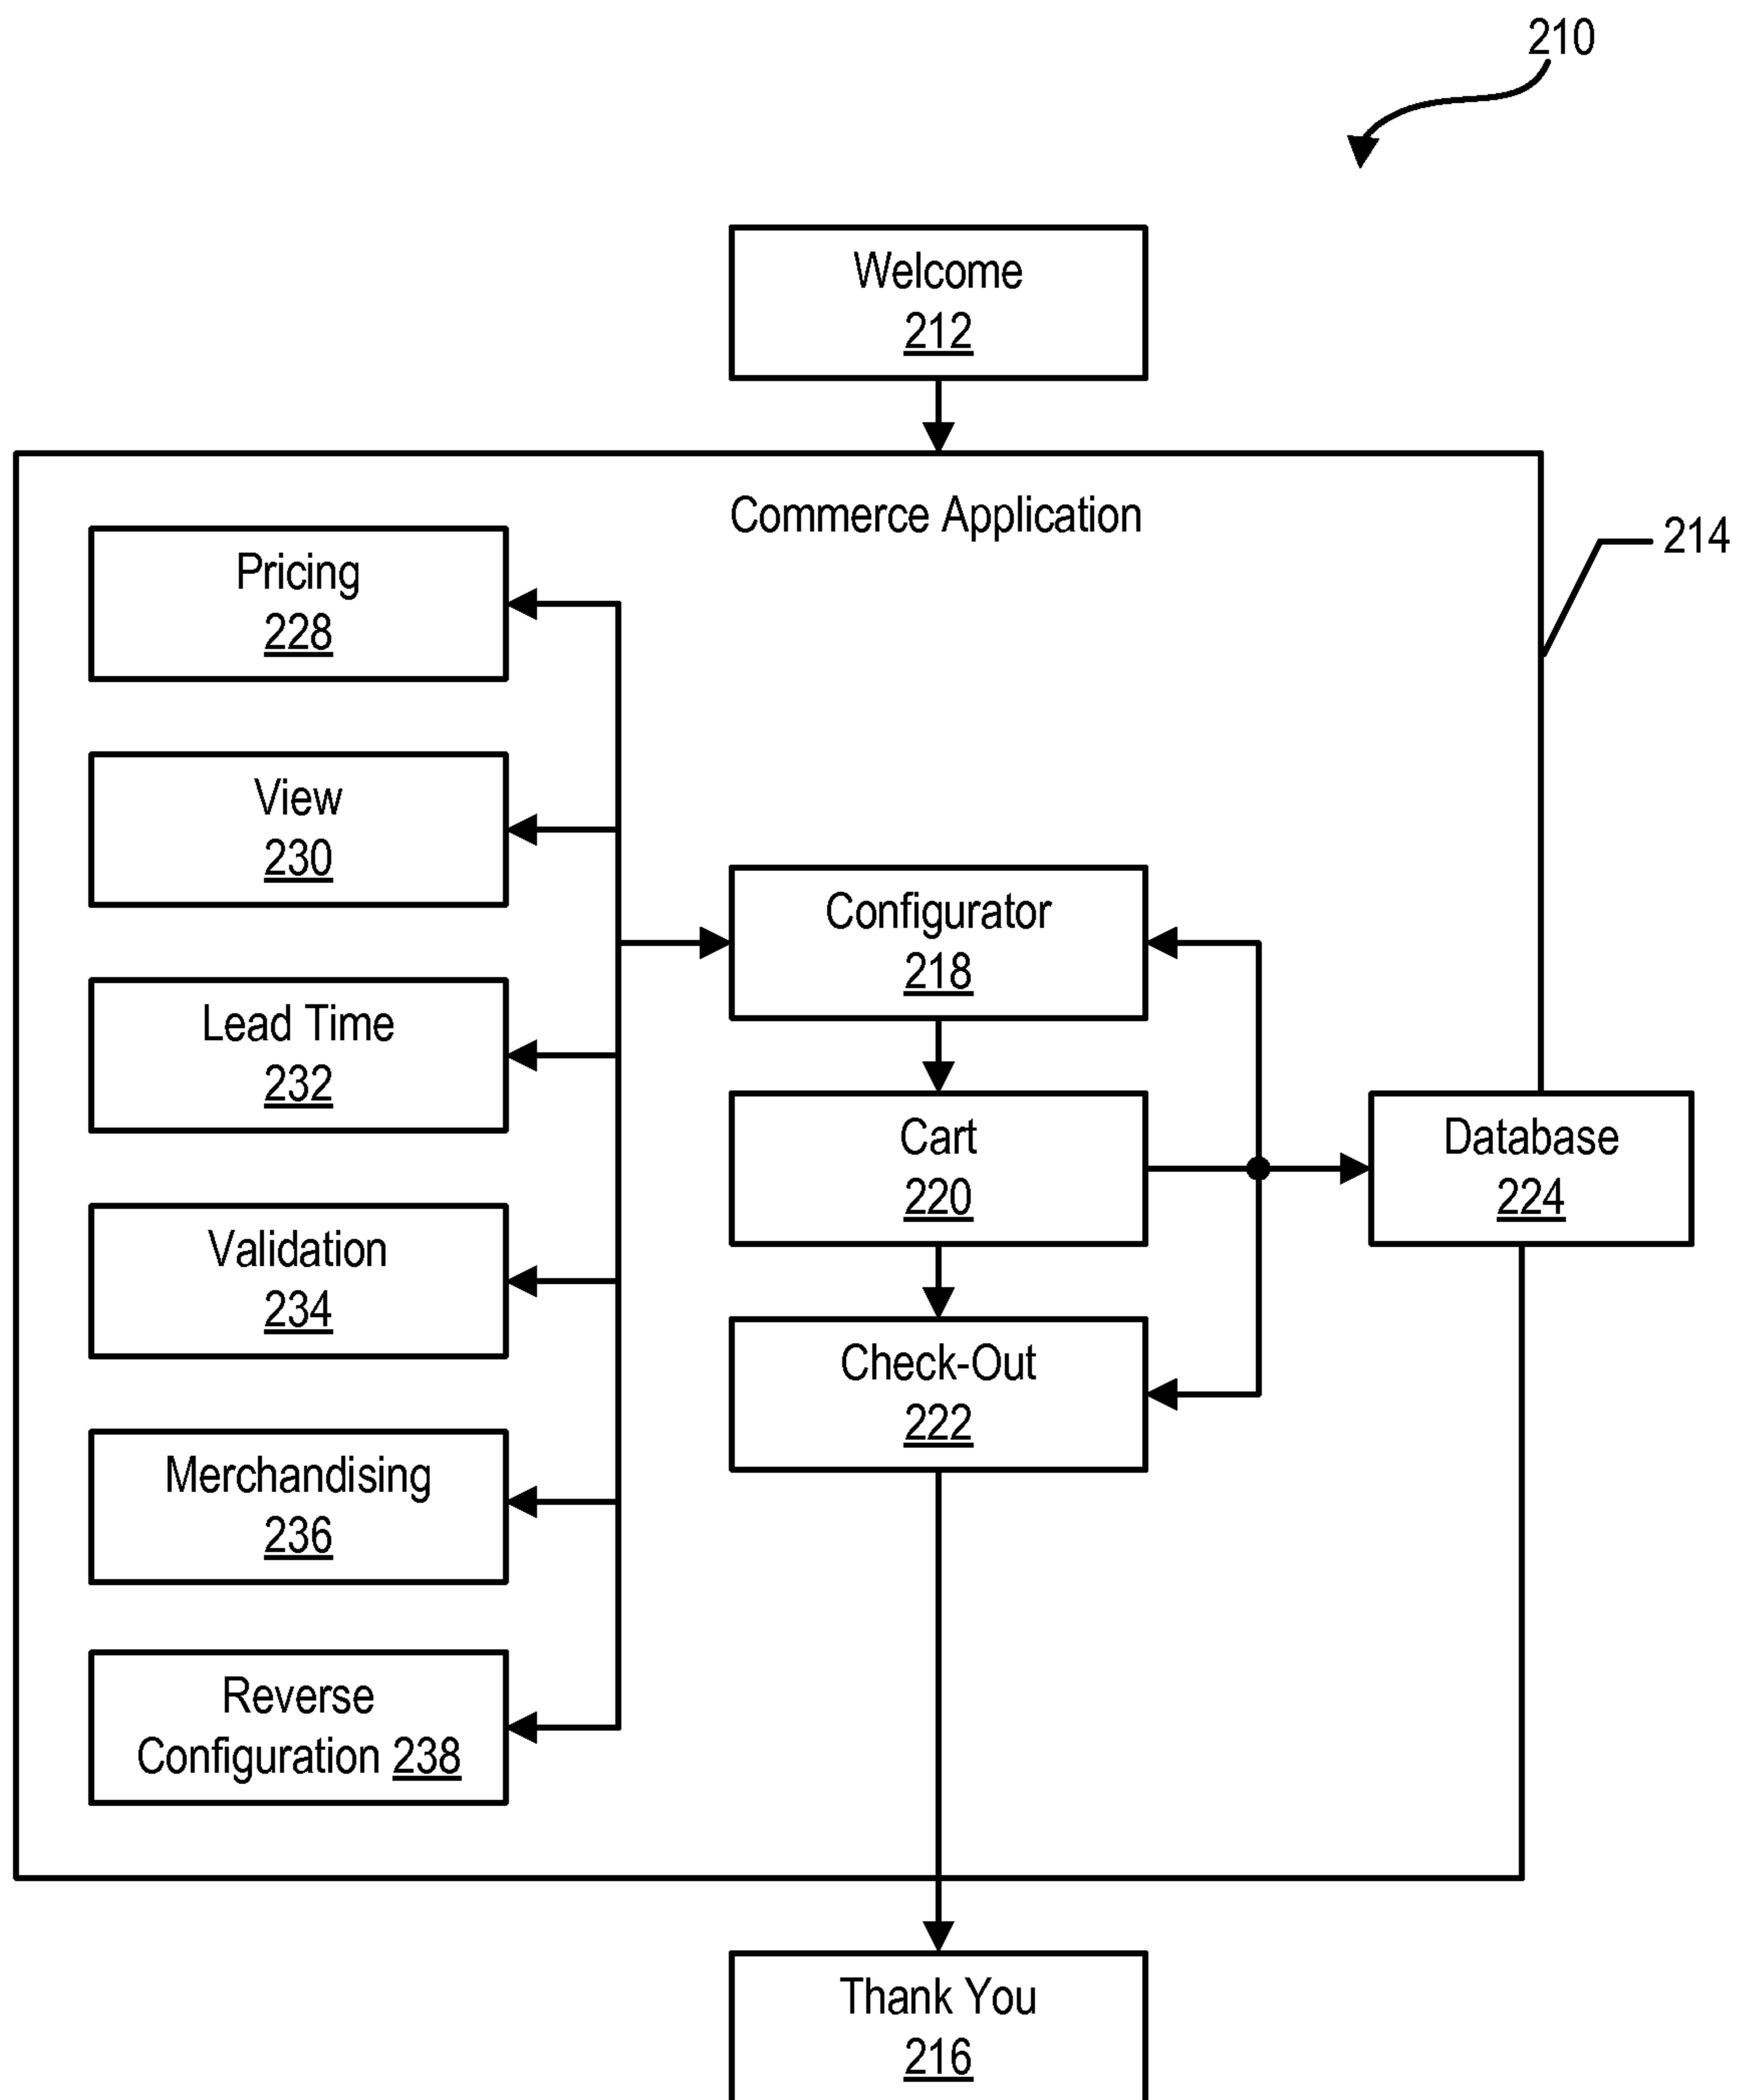 210
Welcome
212
Commerce Application
214
Pricing
228
View
230
Configurator
218
Lead Time
232
Cart
220
Database
224
Validation
234
Check-Out
222
Merchandising
236
Reverse
Configuration 238
Thank You
216